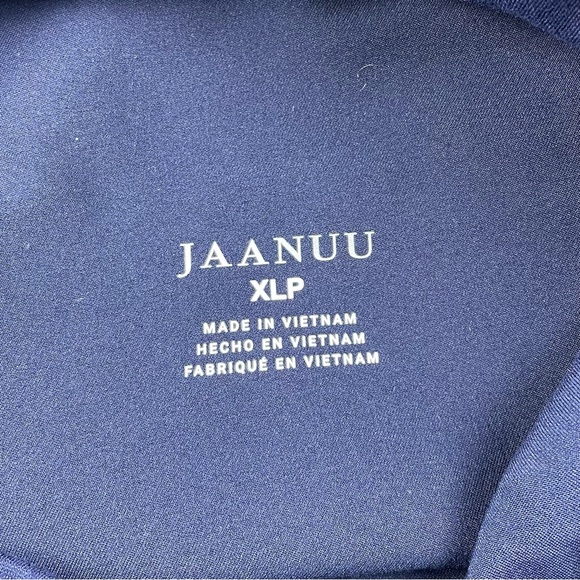 JAANUU
XLP
MADE IN VIETNAM
HECHO EN VIETNAM
FABRIQUÉ EN VIETNAM